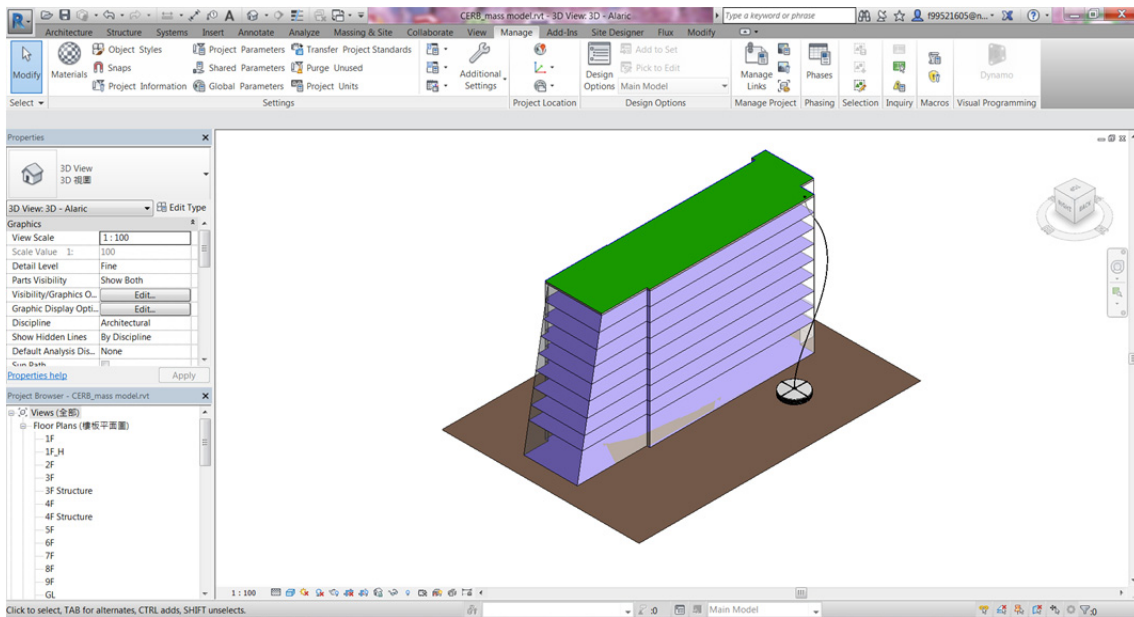 CERB_mass model.rvt - 3D View: 3D - Alaric
Type a keyword or phrase
f99521605@n...
Architecture Structure Systems Insert Annotate Analyze Massing & Site Collaborate View Manage Add-Ins Site Designer Flux Modify
Modify
Materials
Object Styles
Snaps
Project Information
Project Parameters
Shared Parameters
Global Parameters
Transfer Project Standards
Purge Unused
Project Units
Additional
Settings
Design
Options
Add to Set
Pick to Edit
Main Model
Manage
Links
Phases
Dynamo
Select
Settings
Project Location
Design Options
Manage Project
Phasing
Selection
Inquiry
Macros
Visual Programming
Properties
3D View
3D 視圖
3D View: 3D - Alaric
Edit Type
Graphics
View Scale 1 : 100
Scale Value 1: 100
Detail Level Fine
Parts Visibility Show Both
Visibility/Graphics O... Edit...
Graphic Display Opti... Edit...
Discipline Architectural
Show Hidden Lines By Discipline
Default Analysis Dis... None
Sun Path
Properties help
Apply
Project Browser - CERB_mass model.rvt
Views (全部)
Floor Plans (樓板平面圖)
1F
1F_H
2F
3F
3F Structure
4F
4F Structure
5F
6F
7F
8F
9F
GL
BACK
1 : 100
Click to select, TAB for alternates, CTRL adds, SHIFT unselects.
:0
Main Model
:0